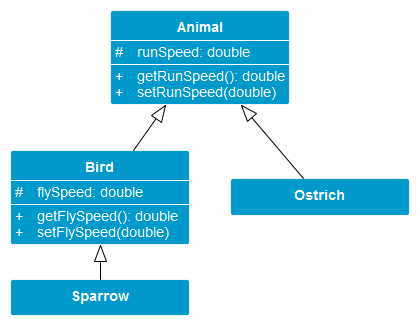 Animal
# runSpeed: double
+ getRunSpeed(): double
+ setRunSpeed(double)
Bird
# flySpeed: double
+ getFlySpeed(): double
+ setFlySpeed(double)
Ostrich
Sparrow